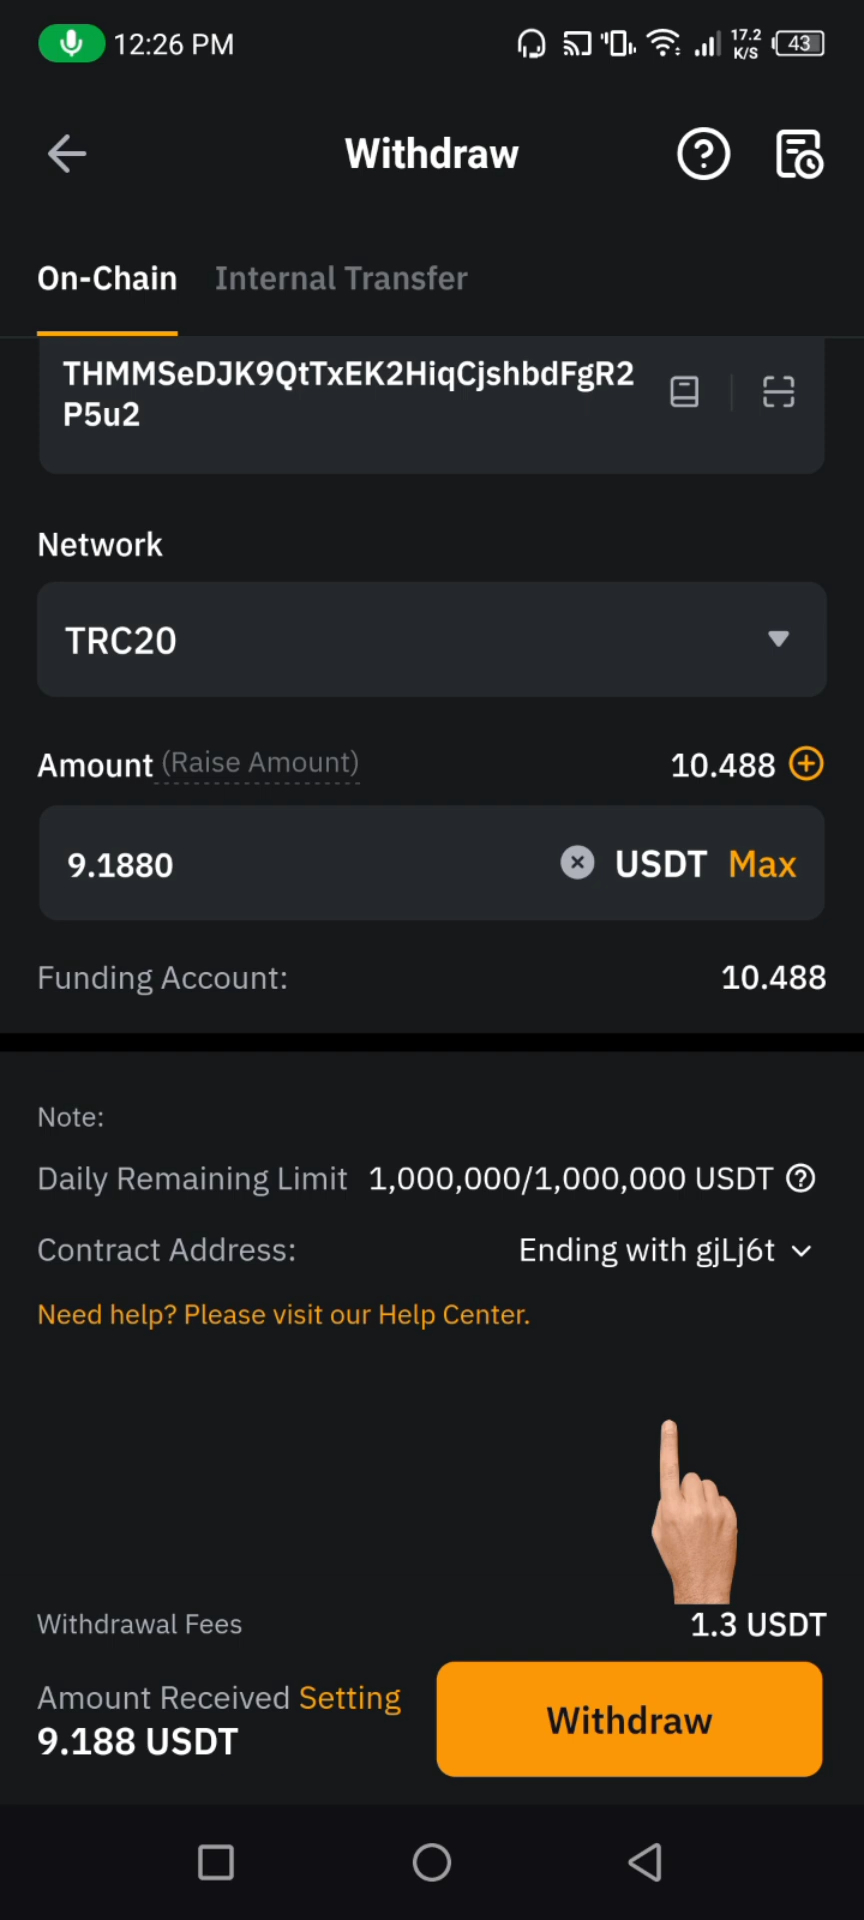 12:26 PM
17.2
K/S
43
Withdraw
On-Chain Internal Transfer
THMMSeDJK9QtTxEK2HiqCjshbdFgR2
P5u2
Network
TRC20
Amount (Raise Amount) 10.488
9.1880 USDT Max
Funding Account: 10.488
Note:
Daily Remaining Limit 1,000,000/1,000,000 USDT
Contract Address: Ending with gjLj6t
Need help? Please visit our Help Center.
Withdrawal Fees 1.3 USDT
Amount Received Setting
9.188 USDT
Withdraw